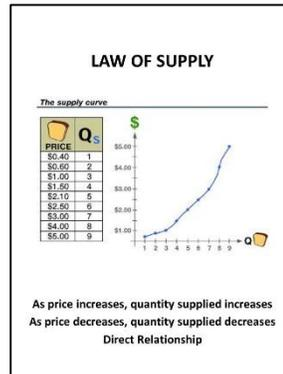 LAW OF SUPPLY
The supply curve
PRICE Qs
$0.40 1
$0.60 2
$1.00 3
$1.50 4
$2.10 5
$2.50 6
$3.00 7
$4.00 8
$5.00 9
$
$5.00
$4.00
$3.00
$2.00
$1.00
1 2 3 4 5 6 7 8 9
Q
As price increases, quantity supplied increases
As price decreases, quantity supplied decreases
Direct Relationship